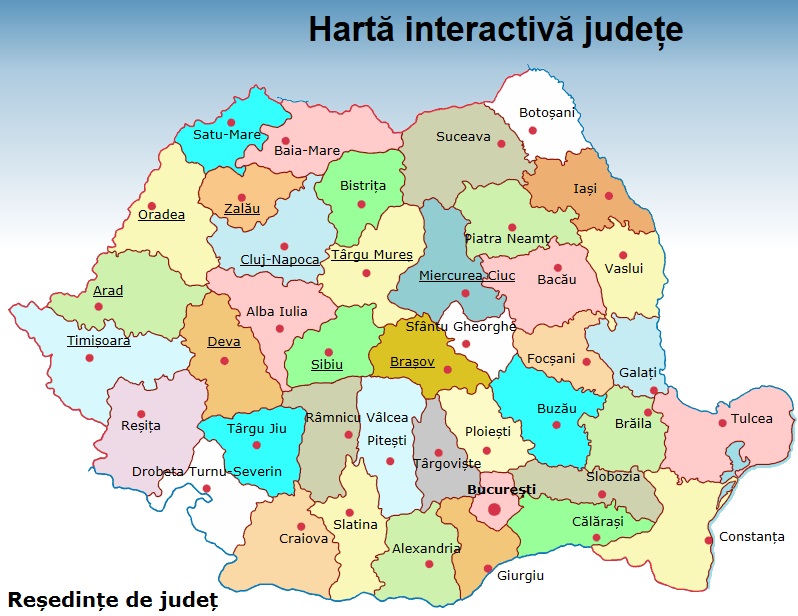 Hartă interactivă județe
Botoșani
Satu-Mare
Suceava
Baia-Mare
Bistrița
Iași
Oradea
Zalău
Piatra Neamț
Târgu Mureș
Cluj-Napoca
Vaslui
Miercurea-Ciuc
Bacău
Arad
Alba Iulia
Sfântu Gheorghe
Timișoara
Deva
Sibiu
Brașov
Focșani
Galați
Buzău
Râmnicu Vâlcea
Tulcea
Reșița
Târgu Jiu
Pitești
Ploiești
Brăila
Târgoviște
Drobeta Turnu-Severin
Slobozia
București
Slatina
Călărași
Craiova
Constanța
Alexandria
Giurgiu
Reședințe de județ